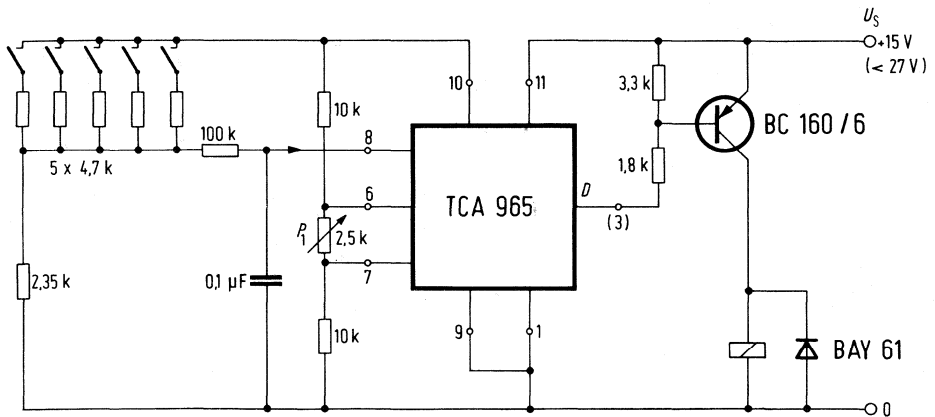 U_S
+15 V
(< 27 V)
10
11
3,3 k
10 k
BC 160/6
100 k
8
5 x 4,7 k
1,8 k
6
TCA 965
D
(3)
P_1
2,5 k
7
2,35 k
0,1 µF
10 k
9
1
BAY 61
0